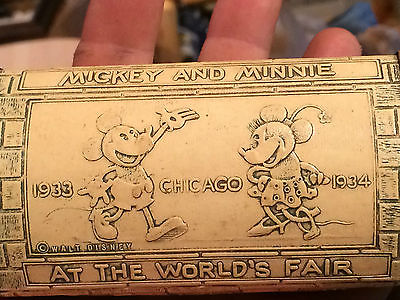 MICKEY AND MINNIE
1933 CHICAGO 1934
© WALT DISNEY
AT THE WORLD'S FAIR